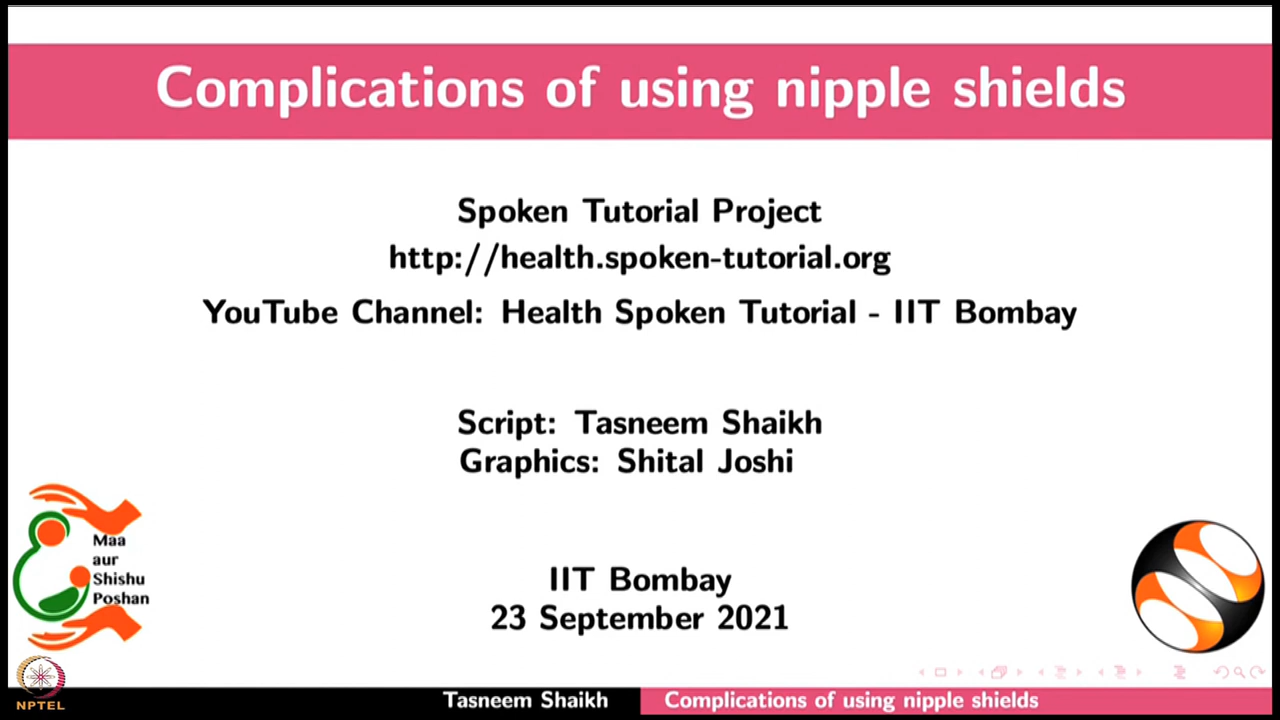 Complications of using nipple shields
Spoken Tutorial Project
http://health.spoken-tutorial.org
YouTube Channel: Health Spoken Tutorial - IIT Bombay
Script: Tasneem Shaikh
Graphics: Shital Joshi
Maa
aur
Shishu
Poshan
IIT Bombay
23 September 2021
NPTEL
Tasneem Shaikh
Complications of using nipple shields